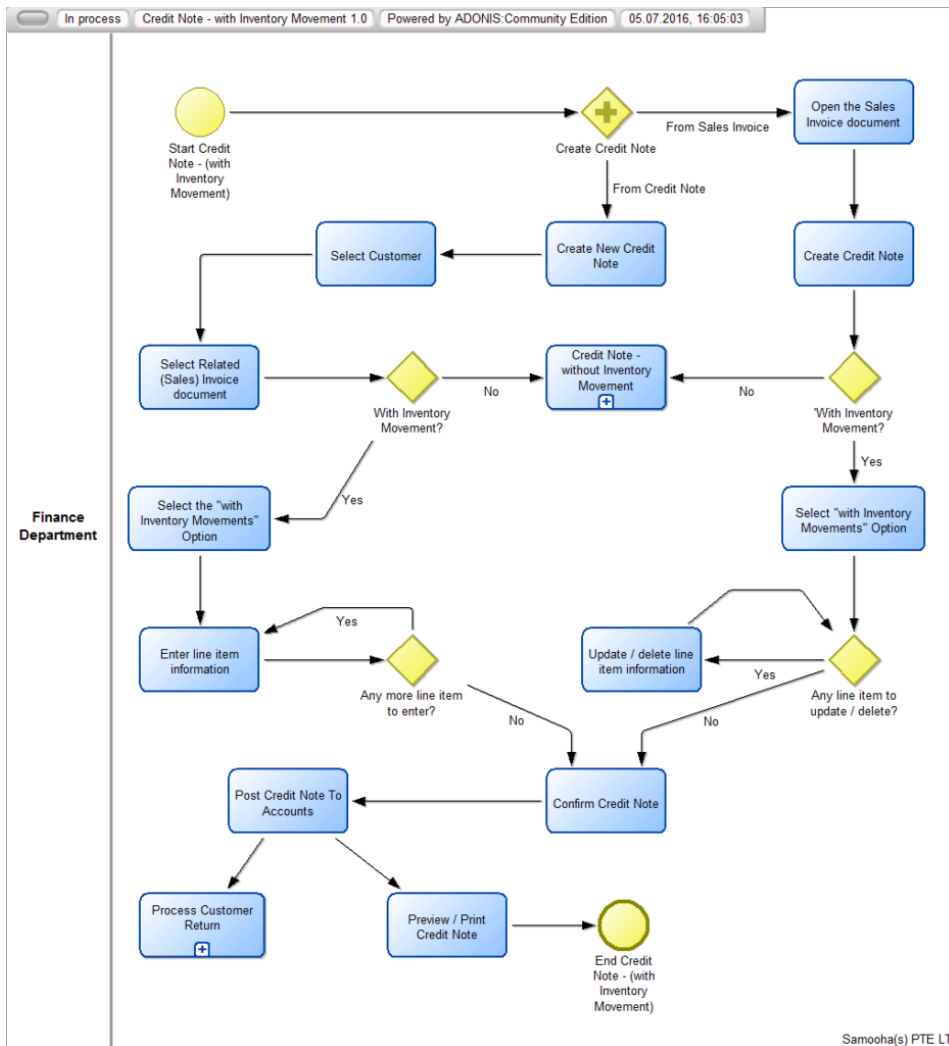 In process
Credit Note - with Inventory Movement 1.0
Powered by ADONIS:Community Edition
05.07.2016, 16:05:03
Finance
Department
Start Credit
Note - (with
Inventory
Movement)
Create Credit Note
From Sales Invoice
Open the Sales
Invoice document
From Credit Note
Select Customer
Create New Credit
Note
Create Credit Note
Select Related
(Sales) Invoice
document
With Inventory
Movement?
No
Credit Note -
without Inventory
Movement
No
'With Inventory
Movement?
Yes
Yes
Select the "with
Inventory Movements"
Option
Select "with Inventory
Movements" Option
Yes
Enter line item
information
Any more line item
to enter?
No
Update / delete line
item information
Yes
Any line item to
update / delete?
No
Post Credit Note To
Accounts
Confirm Credit Note
Process Customer
Return
Preview / Print
Credit Note
End Credit
Note - (with
Inventory
Movement)
Samooha(s) PTE LT